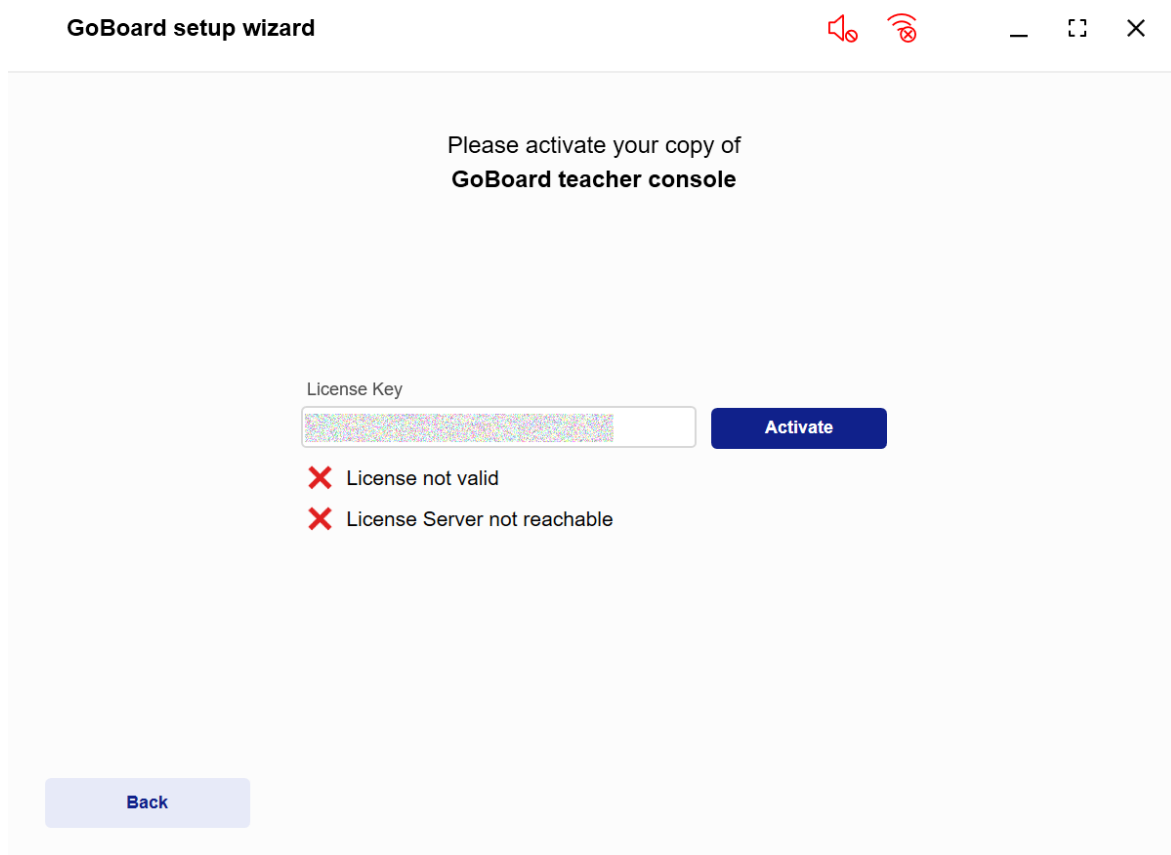 GoBoard setup wizard
Please activate your copy of
GoBoard teacher console
License Key
Activate
License not valid
License Server not reachable
Back